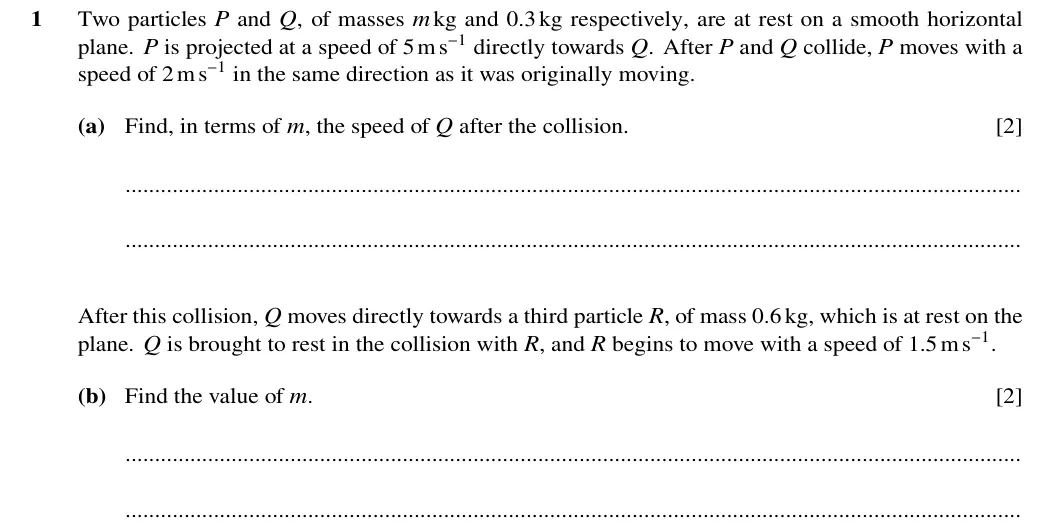 1 Two particles P and Q, of masses m kg and 0.3 kg respectively, are at rest on a smooth horizontal
plane. P is projected at a speed of 5 m s⁻¹ directly towards Q. After P and Q collide, P moves with a
speed of 2 m s⁻¹ in the same direction as it was originally moving.
(a) Find, in terms of m, the speed of Q after the collision. [2]
After this collision, Q moves directly towards a third particle R, of mass 0.6 kg, which is at rest on the
plane. Q is brought to rest in the collision with R, and R begins to move with a speed of 1.5 m s⁻¹.
(b) Find the value of m. [2]